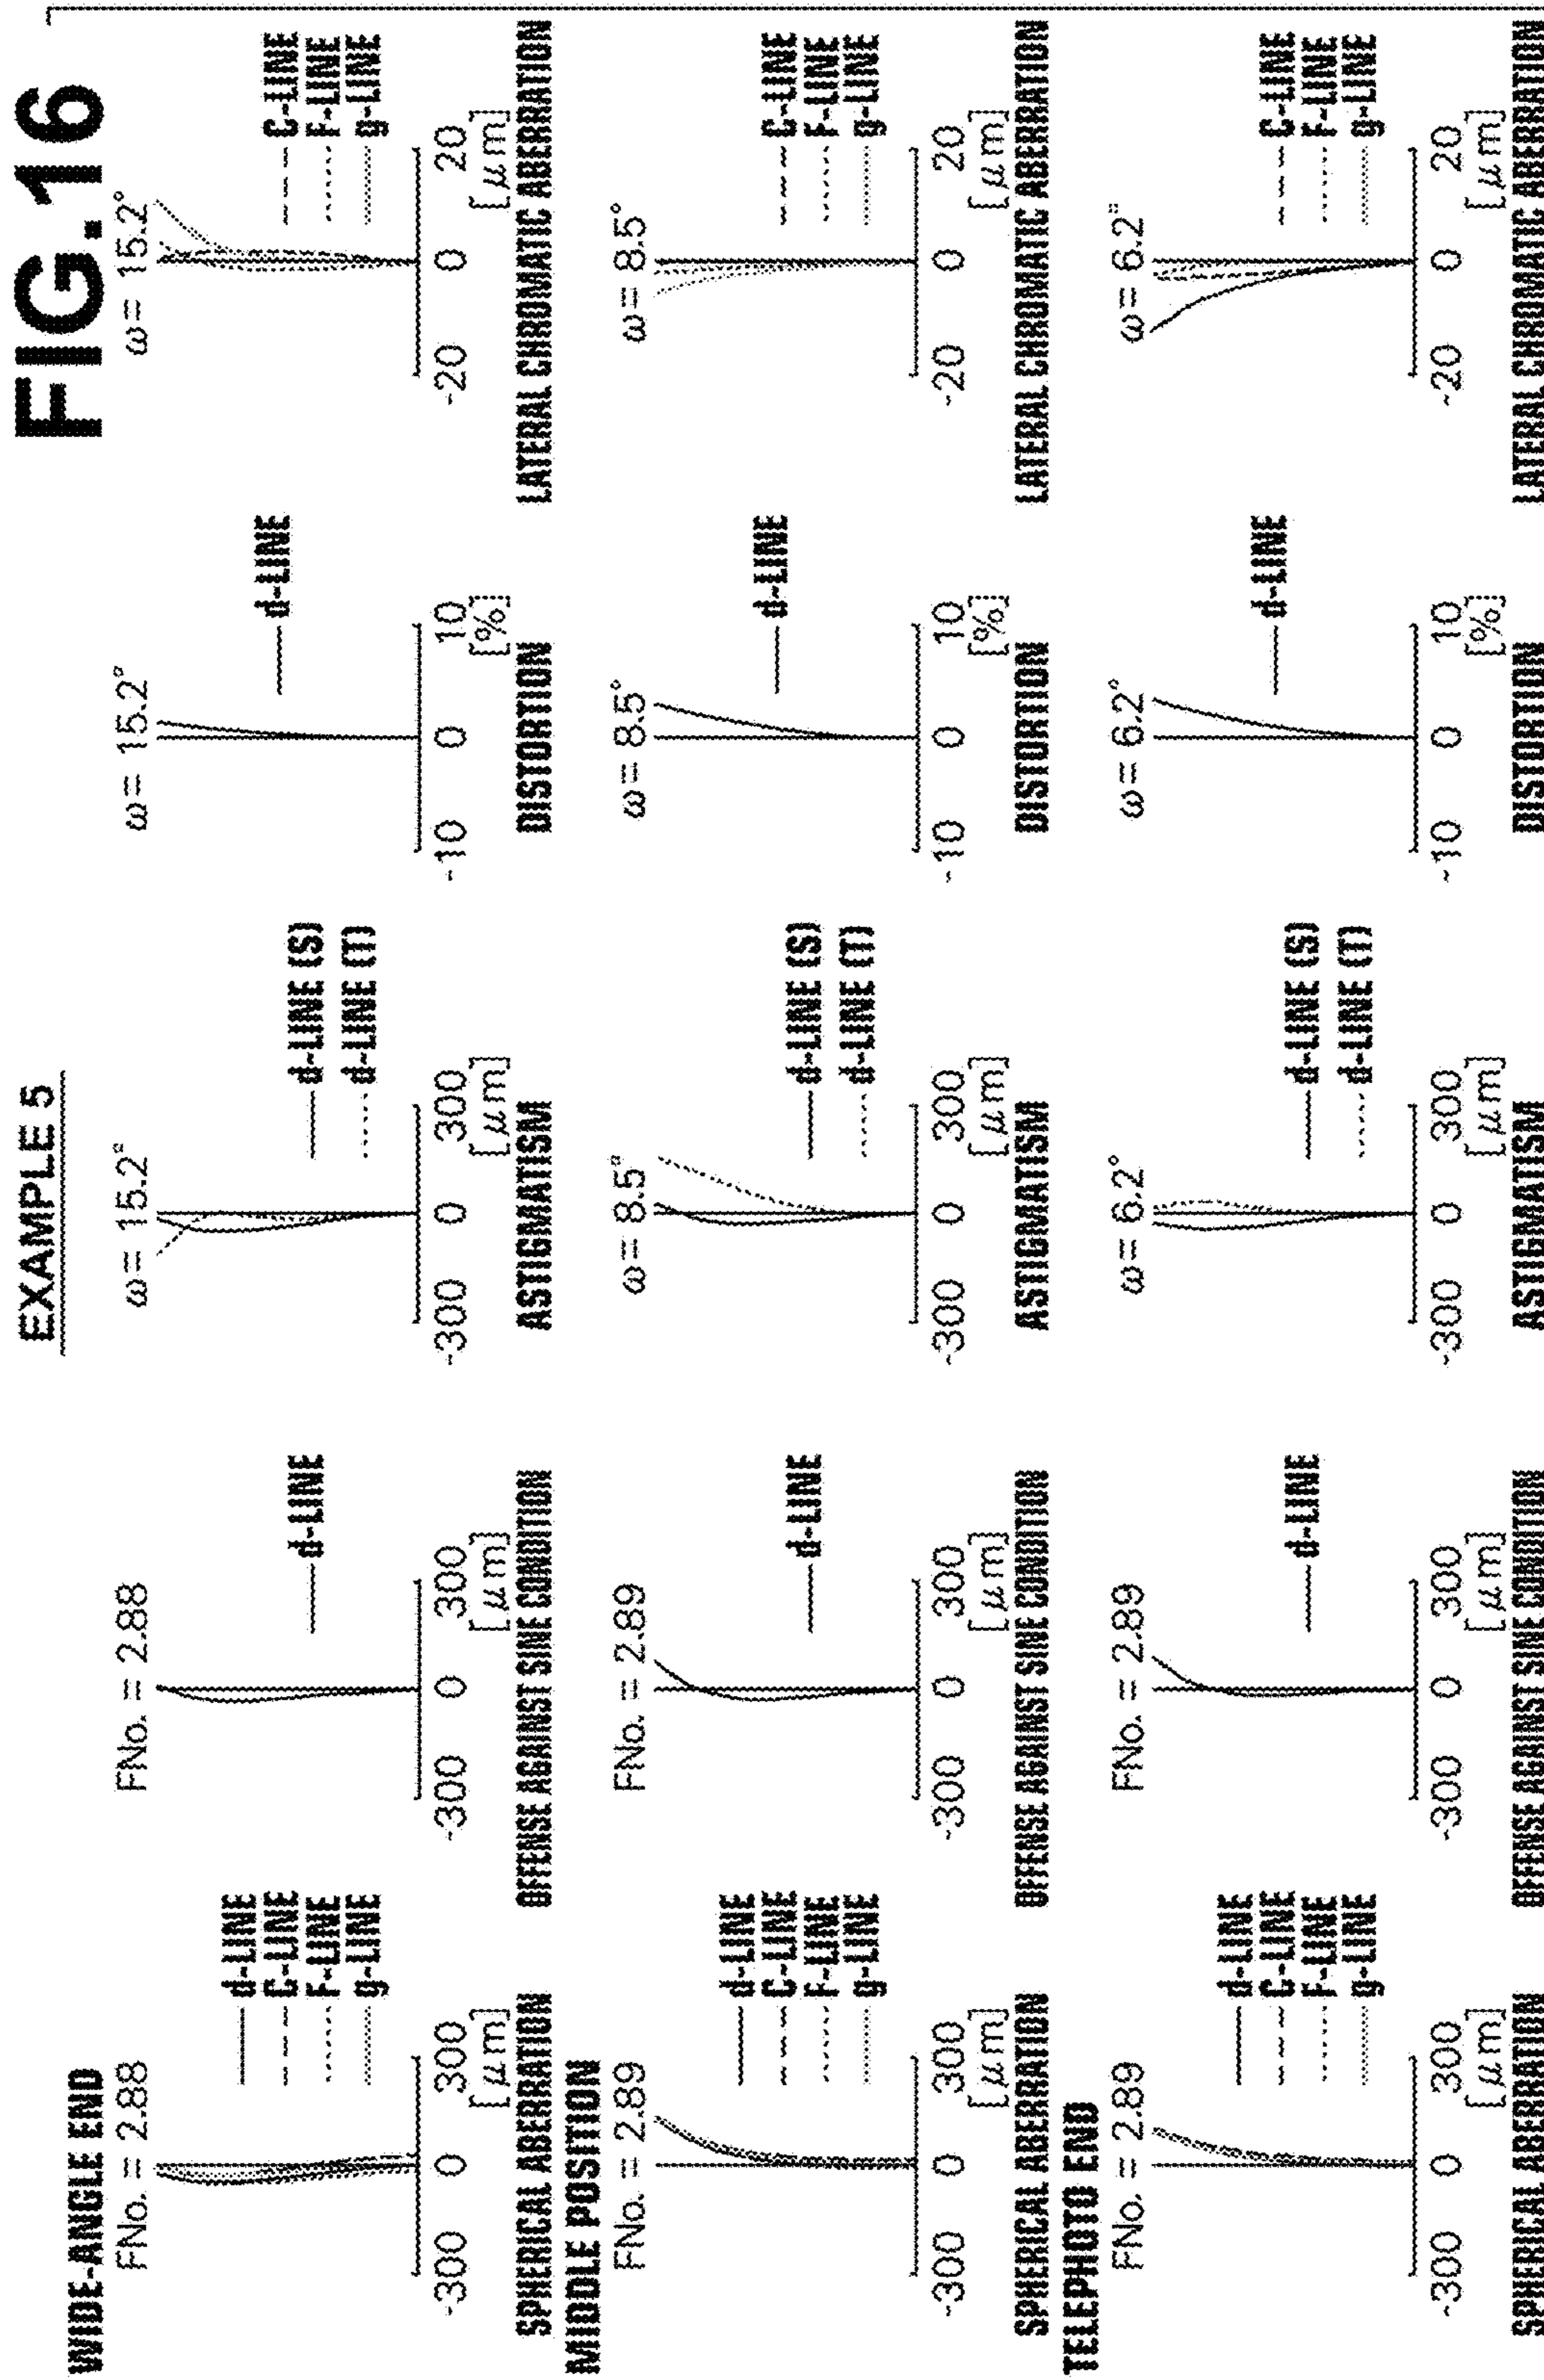 FIG.16
EXAMPLE 5
WIDE-ANGLE END
FNo. = 2.88
d-LINE
C-LINE
F-LINE
g-LINE
-300 0 300
[μm]
SPHERICAL ABERRATION
FNo. = 2.88
d-LINE
-300 0 300
[μm]
OFFENSE AGAINST SINE CONDITION
ω= 15.2°
d-LINE (S)
d-LINE (T)
-300 0 300
[μm]
ASTIGMATISM
ω= 15.2°
d-LINE
-10 0 10
[%]
DISTORTION
ω= 15.2°
C-LINE
F-LINE
g-LINE
-20 0 20
[μm]
LATERAL CHROMATIC ABERRATION
MIDDLE POSITION
FNo. = 2.89
d-LINE
C-LINE
F-LINE
g-LINE
-300 0 300
[μm]
SPHERICAL ABERRATION
FNo. = 2.89
d-LINE
-300 0 300
[μm]
OFFENSE AGAINST SINE CONDITION
ω= 8.5°
d-LINE (S)
d-LINE (T)
-300 0 300
[μm]
ASTIGMATISM
ω= 8.5°
d-LINE
-10 0 10
[%]
DISTORTION
ω= 8.5°
C-LINE
F-LINE
g-LINE
-20 0 20
[μm]
LATERAL CHROMATIC ABERRATION
TELEPHOTO END
FNo. = 2.89
d-LINE
C-LINE
F-LINE
g-LINE
-300 0 300
[μm]
SPHERICAL ABERRATION
FNo. = 2.89
d-LINE
-300 0 300
[μm]
OFFENSE AGAINST SINE CONDITION
ω= 6.2°
d-LINE (S)
d-LINE (T)
-300 0 300
[μm]
ASTIGMATISM
ω= 6.2°
d-LINE
-10 0 10
[%]
DISTORTION
ω= 6.2°
C-LINE
F-LINE
g-LINE
-20 0 20
[μm]
LATERAL CHROMATIC ABERRATION